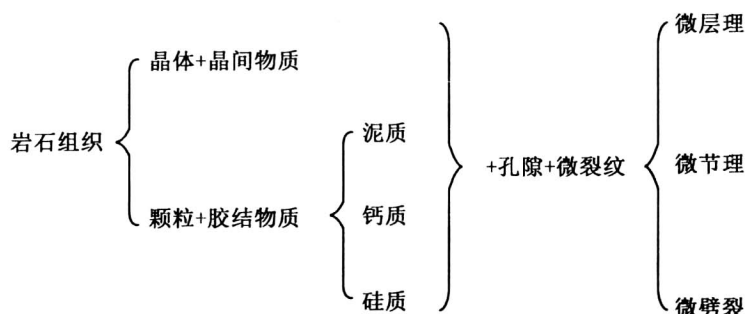 微层理
晶体+晶间物质
泥质
岩石组织
+孔隙+微裂纹
微节理
颗粒+胶结物质
钙质
硅质
微劈裂